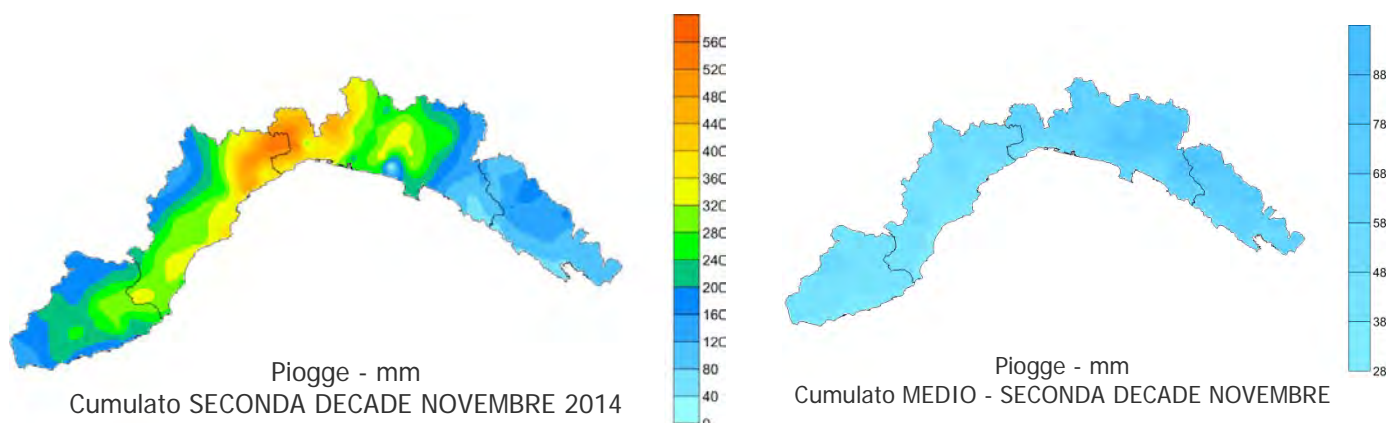 56C
52C
48C
44C
40C
36C
32C
28C
24C
20C
16C
12C
80
40
0
Piogge - mm
Cumulato SECONDA DECADE NOVEMBRE 2014
88
78
68
58
48
38
28
Piogge - mm
Cumulato MEDIO - SECONDA DECADE NOVEMBRE